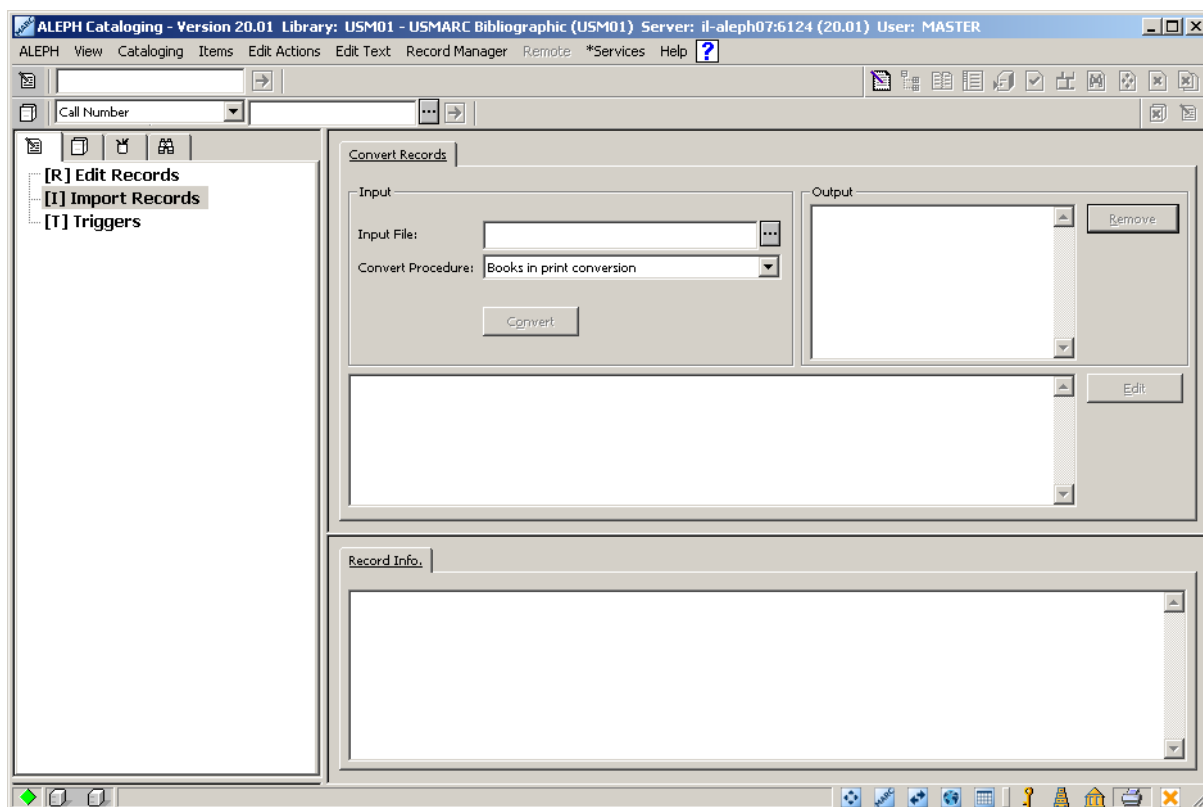 ALEPH Cataloging - Version 20.01 Library: USM01 - USMARC Bibliographic (USM01) Server: il-aleph07:6124 (20.01) User: MASTER
ALEPH View Cataloging Items Edit Actions Edit Text Record Manager Remote *Services Help ?
Call Number
[R] Edit Records
[I] Import Records
[T] Triggers
Convert Records
Input
Input File:
Convert Procedure: Books in print conversion
Convert
Output
Remove
Edit
Record Info.